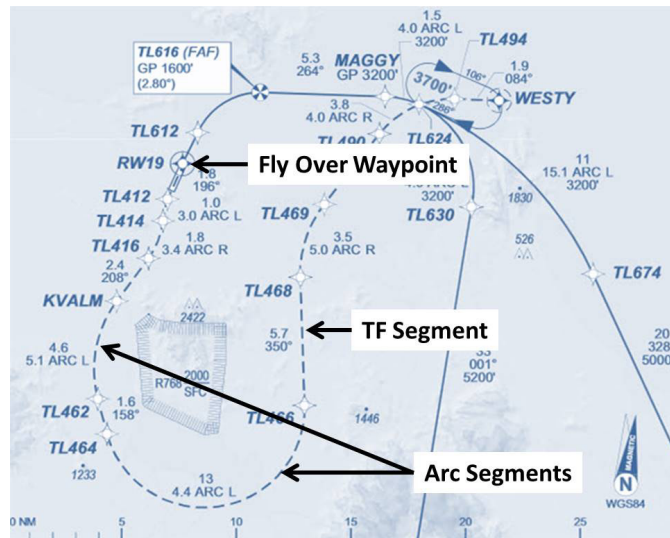 1.5
4.0 ARC L
3200'
TL494
TL616 (FAF)
GP 1600'
(2.80°)
5.3
264°
MAGGY
GP 3200'
3700'
106°
286°
1.9
084°
WESTY
3.8
4.0 ARC R
TL612
TL490
TL624
RW19
Fly Over Waypoint
1.8
196°
11
15.1 ARC L
3200'
TL412
1.0
3.0 ARC L
TL414
3200'
TL469
TL630
1830
TL416
1.8
3.4 ARC R
3.5
5.0 ARC R
526
2.4
208°
TL468
TL674
KVALM
2422
5.7
350°
TF Segment
4.6
5.1 ARC L
R768
2000
SFC
33
001°
5200'
20
328
5000
TL462
1.6
158°
TL466
1446
TL464
1233
13
4.4 ARC L
Arc Segments
MAGNETIC
N
WGS84
0 NM
5
10
15
20
25